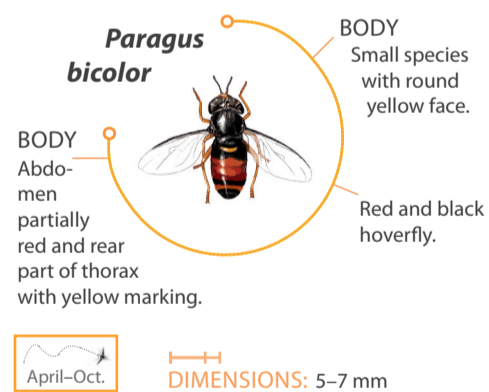 Paragus
bicolor
BODY
Small species
with round
yellow face.
BODY
Abdo-
men
partially
red and rear
part of thorax
with yellow marking.
Red and black
hoverfly.
April–Oct.
DIMENSIONS: 5–7 mm